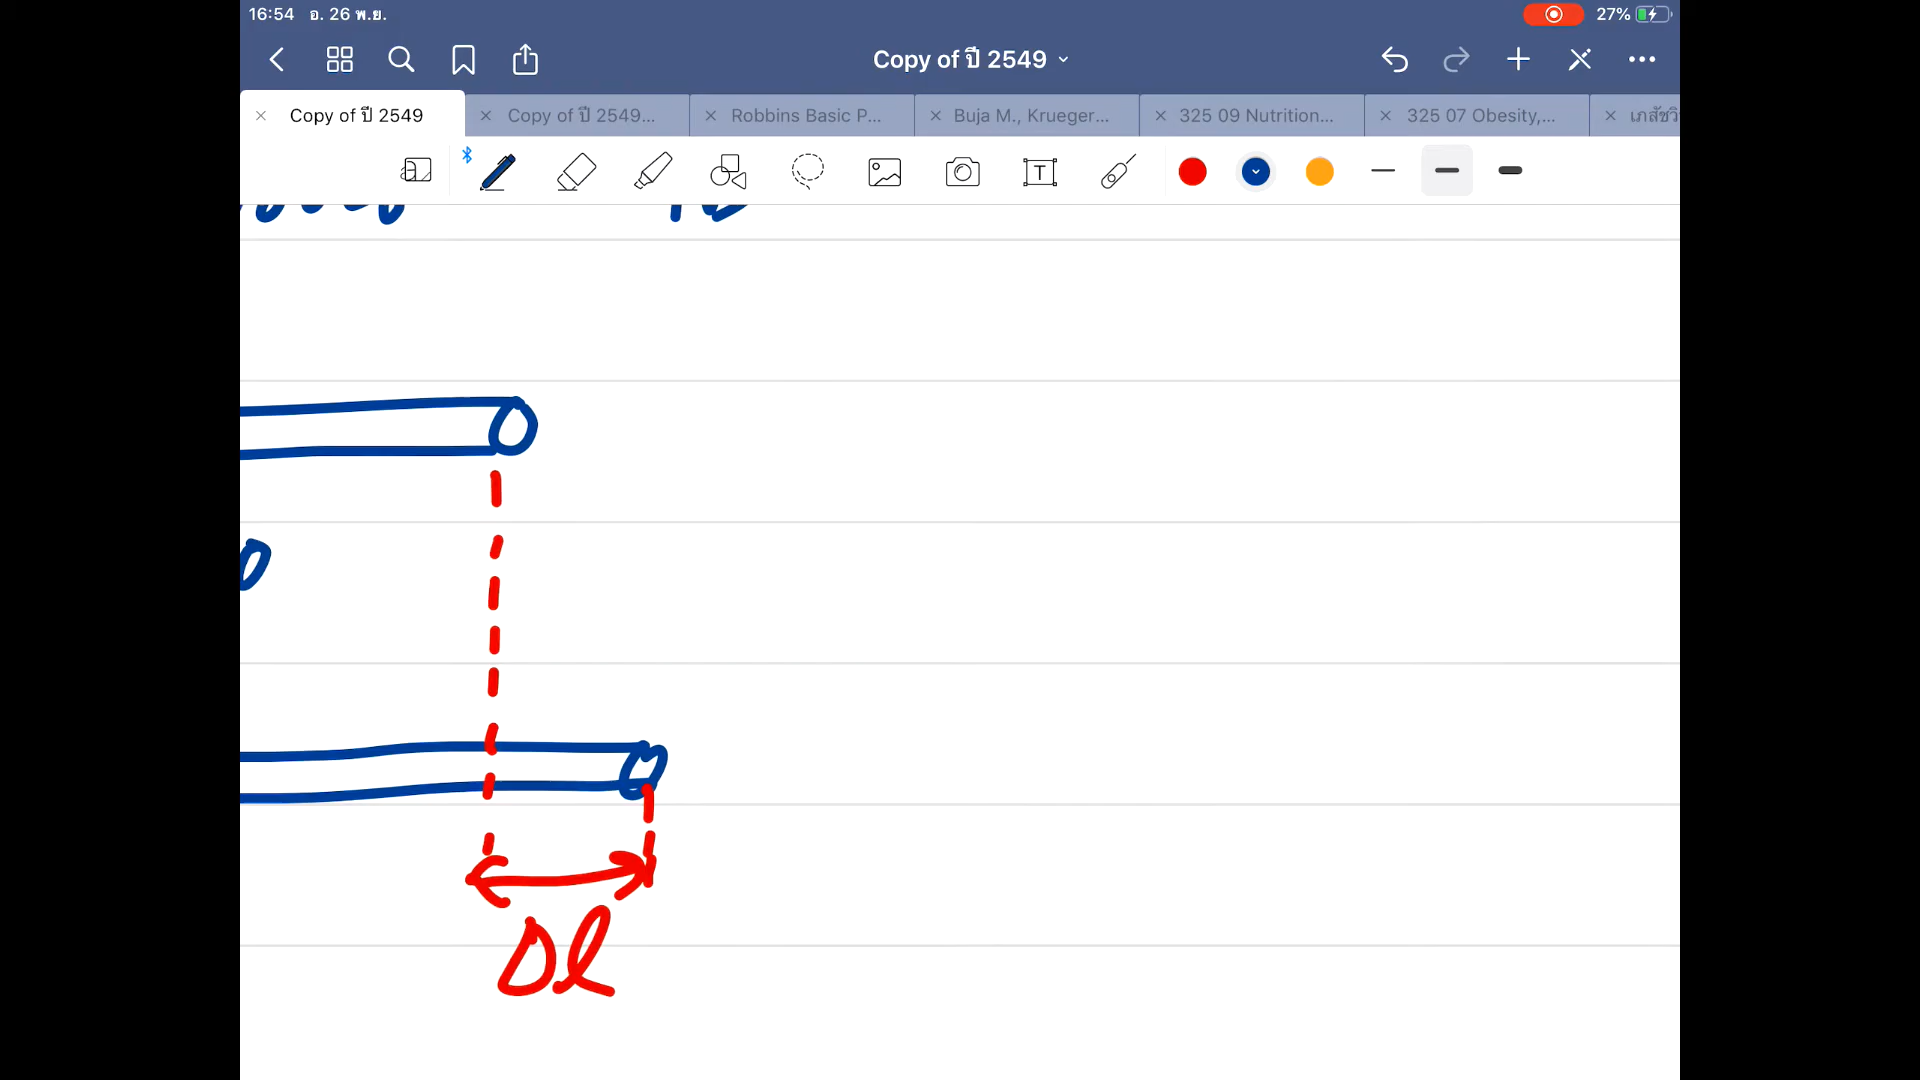 16:54 อ. 26 พ.ย. 27%
Copy of ปี 2549
Copy of ปี 2549 Copy of ปี 2549... Robbins Basic P... Buja M., Krueger... 325 09 Nutrition... 325 07 Obesity,...
T
Δl